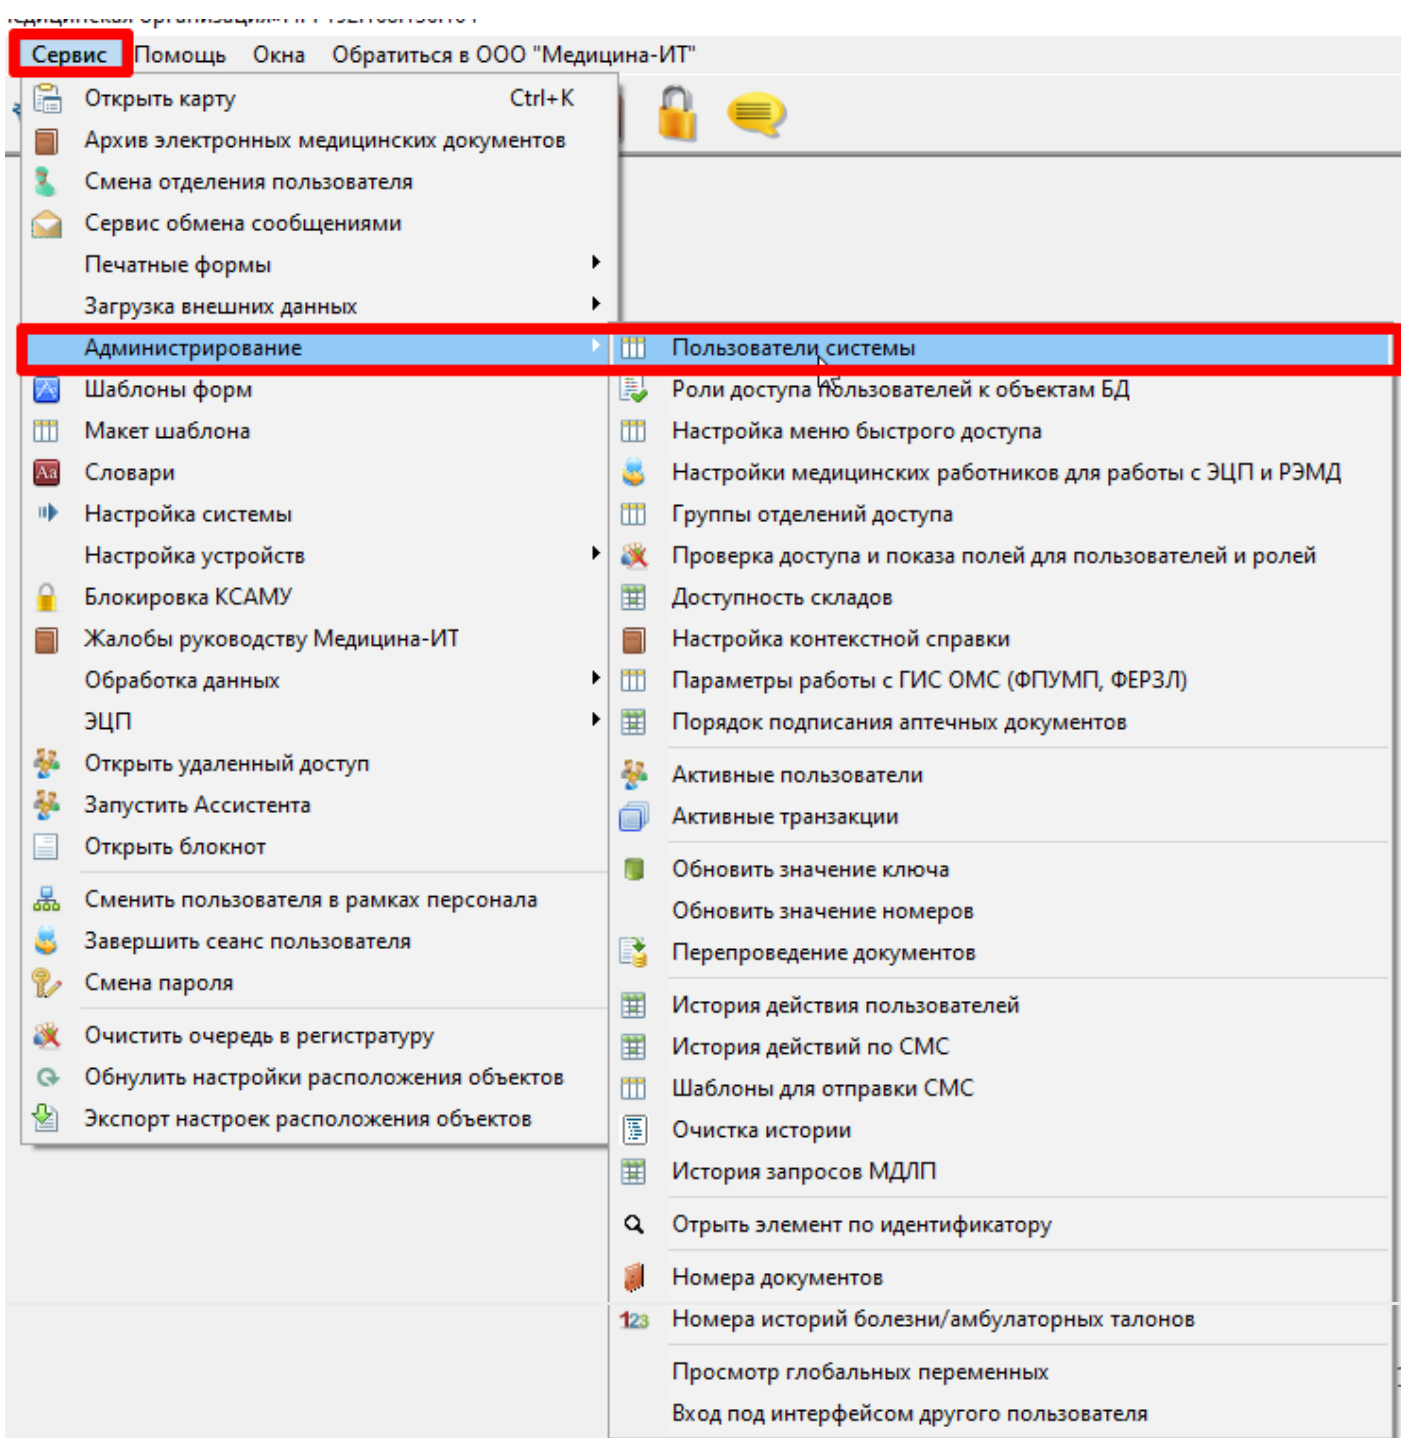 Сервис Помощь Окна Обратиться в ООО "Медицина-ИТ"
Открыть карту Ctrl+K
Архив электронных медицинских документов
Смена отделения пользователя
Сервис обмена сообщениями
Печатные формы
Загрузка внешних данных
Администрирование
Шаблоны форм
Макет шаблона
Aa Словари
Настройка системы
Настройка устройств
Блокировка КСАМУ
Жалобы руководству Медицина-ИТ
Обработка данных
ЭЦП
Открыть удаленный доступ
Запустить Ассистента
Открыть блокнот
Сменить пользователя в рамках персонала
Завершить сеанс пользователя
Смена пароля
Очистить очередь в регистратуру
Обнулить настройки расположения объектов
Экспорт настроек расположения объектов
Пользователи системы
Роли доступа пользователей к объектам БД
Настройка меню быстрого доступа
Настройки медицинских работников для работы с ЭЦП и РЭМД
Группы отделений доступа
Проверка доступа и показа полей для пользователей и ролей
Доступность складов
Настройка контекстной справки
Параметры работы с ГИС ОМС (ФПУМП, ФЕРЗЛ)
Порядок подписания аптечных документов
Активные пользователи
Активные транзакции
Обновить значение ключа
Обновить значение номеров
Перепроведение документов
История действия пользователей
История действий по СМС
Шаблоны для отправки СМС
Очистка истории
История запросов МДЛП
Отрыть элемент по идентификатору
Номера документов
123 Номера историй болезни/амбулаторных талонов
Просмотр глобальных переменных
Вход под интерфейсом другого пользователя